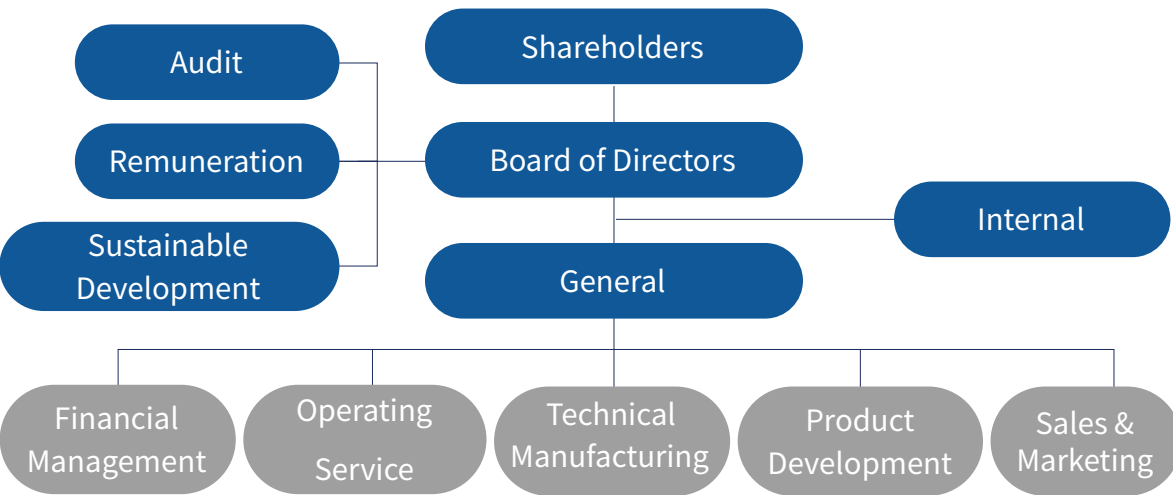 Shareholders
Audit
Board of Directors
Remuneration
Internal
Sustainable
Development
General
Financial
Management
Operating
Service
Technical
Manufacturing
Product
Development
Sales &
Marketing